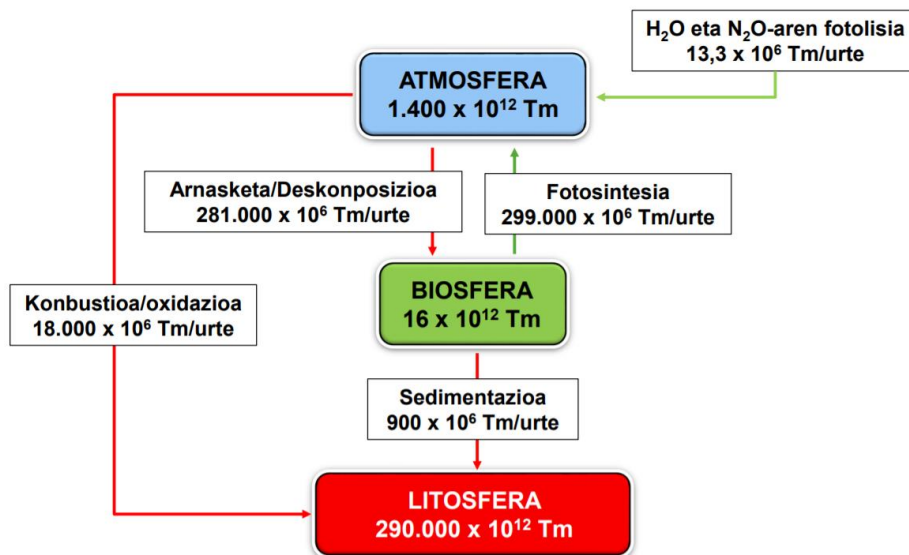 H₂O eta N₂O-aren fotolisia
13,3 x 10⁶ Tm/urte
ATMOSFERA
1.400 x 10¹² Tm
Arnasketa/Deskonposizioa
281.000 x 10⁶ Tm/urte
Fotosintesia
299.000 x 10⁶ Tm/urte
BIOSFERA
16 x 10¹² Tm
Konbustioa/oxidazioa
18.000 x 10⁶ Tm/urte
Sedimentazioa
900 x 10⁶ Tm/urte
LITOSFERA
290.000 x 10¹² Tm